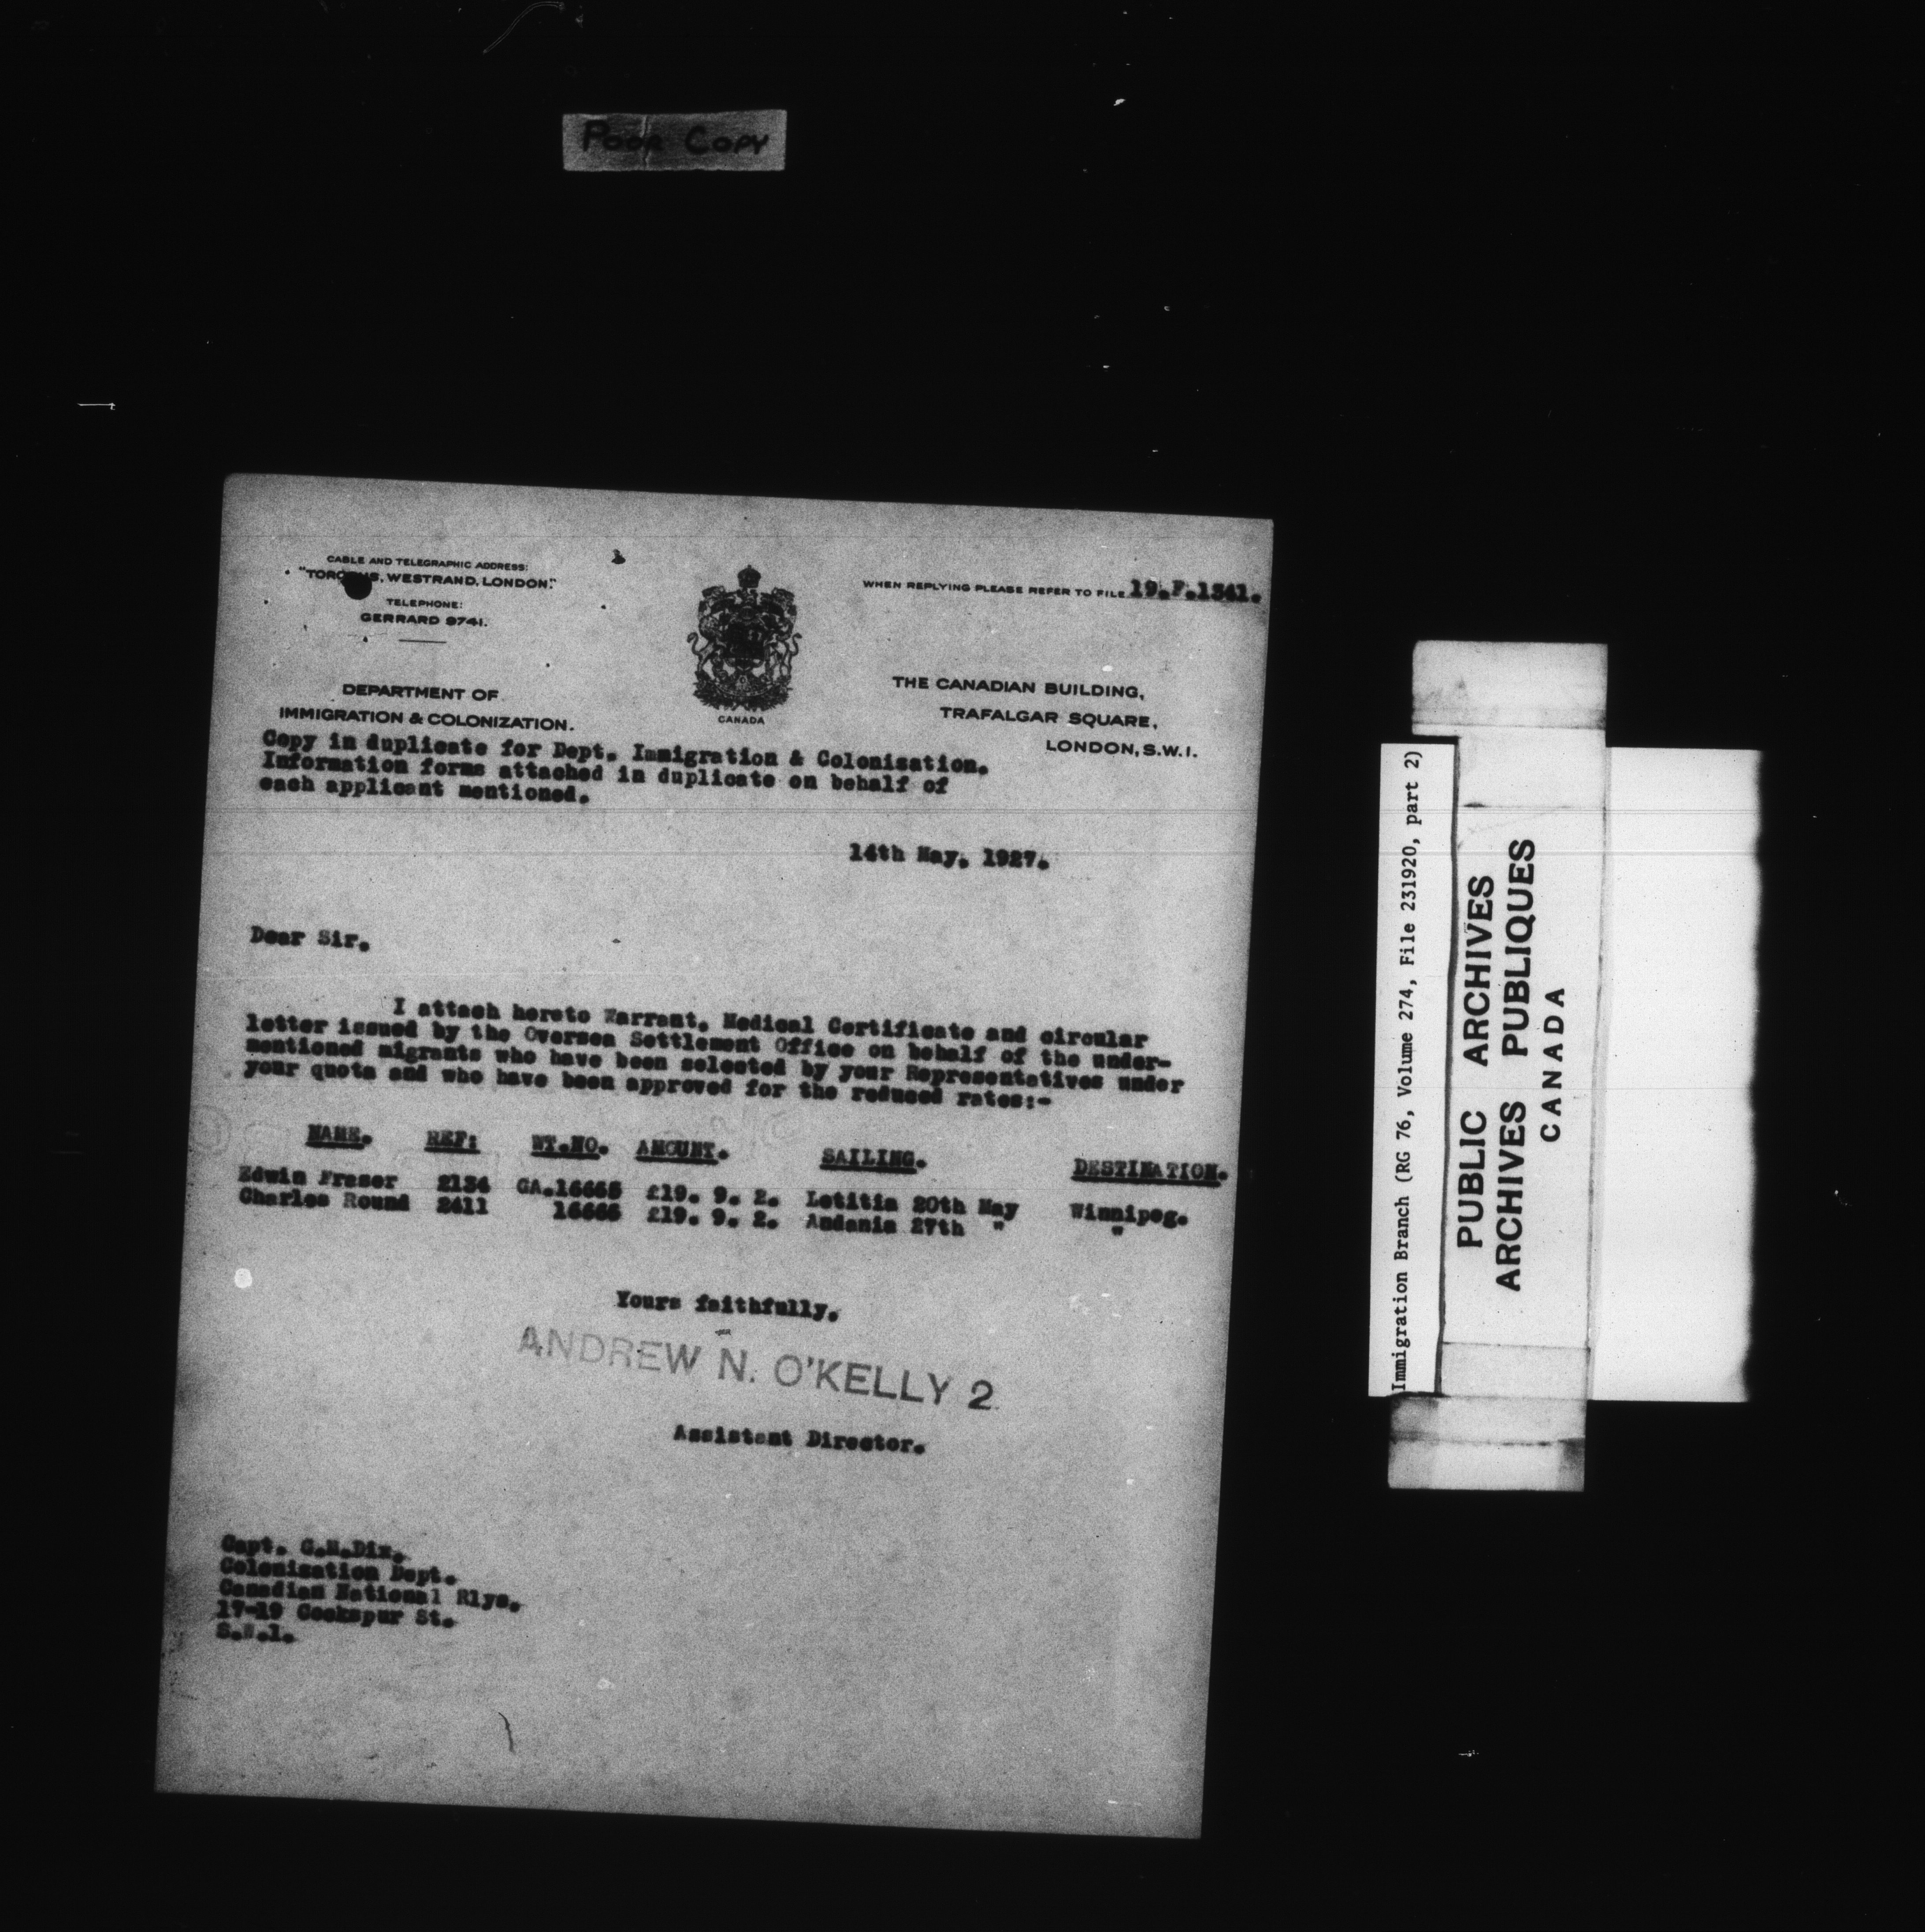 POOR COPY
CABLE AND TELEGRAPHIC ADDRESS:
WESTRAND, LONDON."
TELEPHONE:
GERRARD 9741.
WHEN REPLYING PLEASE REFER TO FILE 19.F.1341.
CANADA
DEPARTMENT OF
IMMIGRATION & COLONIZATION.
THE CANADIAN BUILDING,
TRAFALGAR SQUARE,
LONDON, S.W.1.
Copy in duplicate for Dept. Immigration & Colonisation.
Information forms attached in duplicate on behalf of
each applicant mentioned.
14th May, 1927.
Dear Sir,
I attach hereto Warrant, Medical Certificate and circular
letter issued by the Oversea Settlement Office on behalf of the under-
mentioned migrants who have been selected by your Representatives under
your quota and who have been approved for the reduced rates:-
NAME. REF: WT.NO. AMOUNT. SAILING. DESTINATION.
Edwin Fraser 2134 GA.16665 £19. 9. 2. Letitia 20th May Winnipeg.
Charles Round 2411 16666 £19. 9. 2. Andania 27th " "
Yours faithfully,
ANDREW N. O'KELLY 2.
Assistant Director.
Capt. G.M.Dix,
Colonization Dept.
Canadian National Rlys.
17-19 Cockspur St.
S.W.1.
Immigration Branch (RG 76, Volume 274, File 231920, part 2)
PUBLIC ARCHIVES
ARCHIVES PUBLIQUES
CANADA